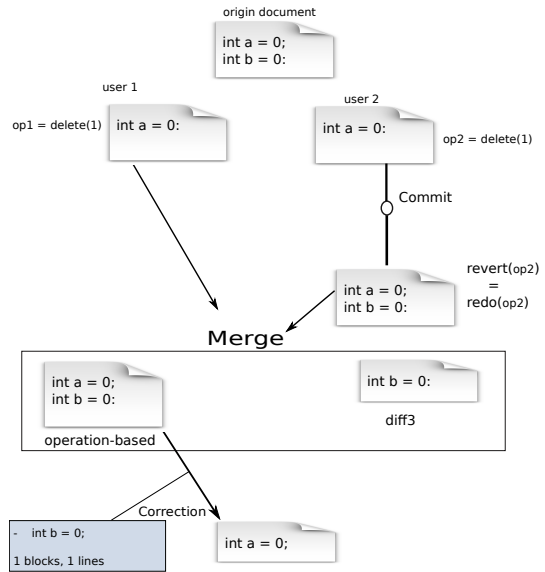 origin document
int a = 0;
int b = 0:
user 1
op1 = delete(1)
int a = 0:
user 2
int a = 0:
op2 = delete(1)
Commit
int a = 0;
int b = 0:
revert(op2)
=
redo(op2)
Merge
int a = 0;
int b = 0:
operation-based
int b = 0:
diff3
Correction
- int b = 0;
1 blocks, 1 lines
int a = 0;